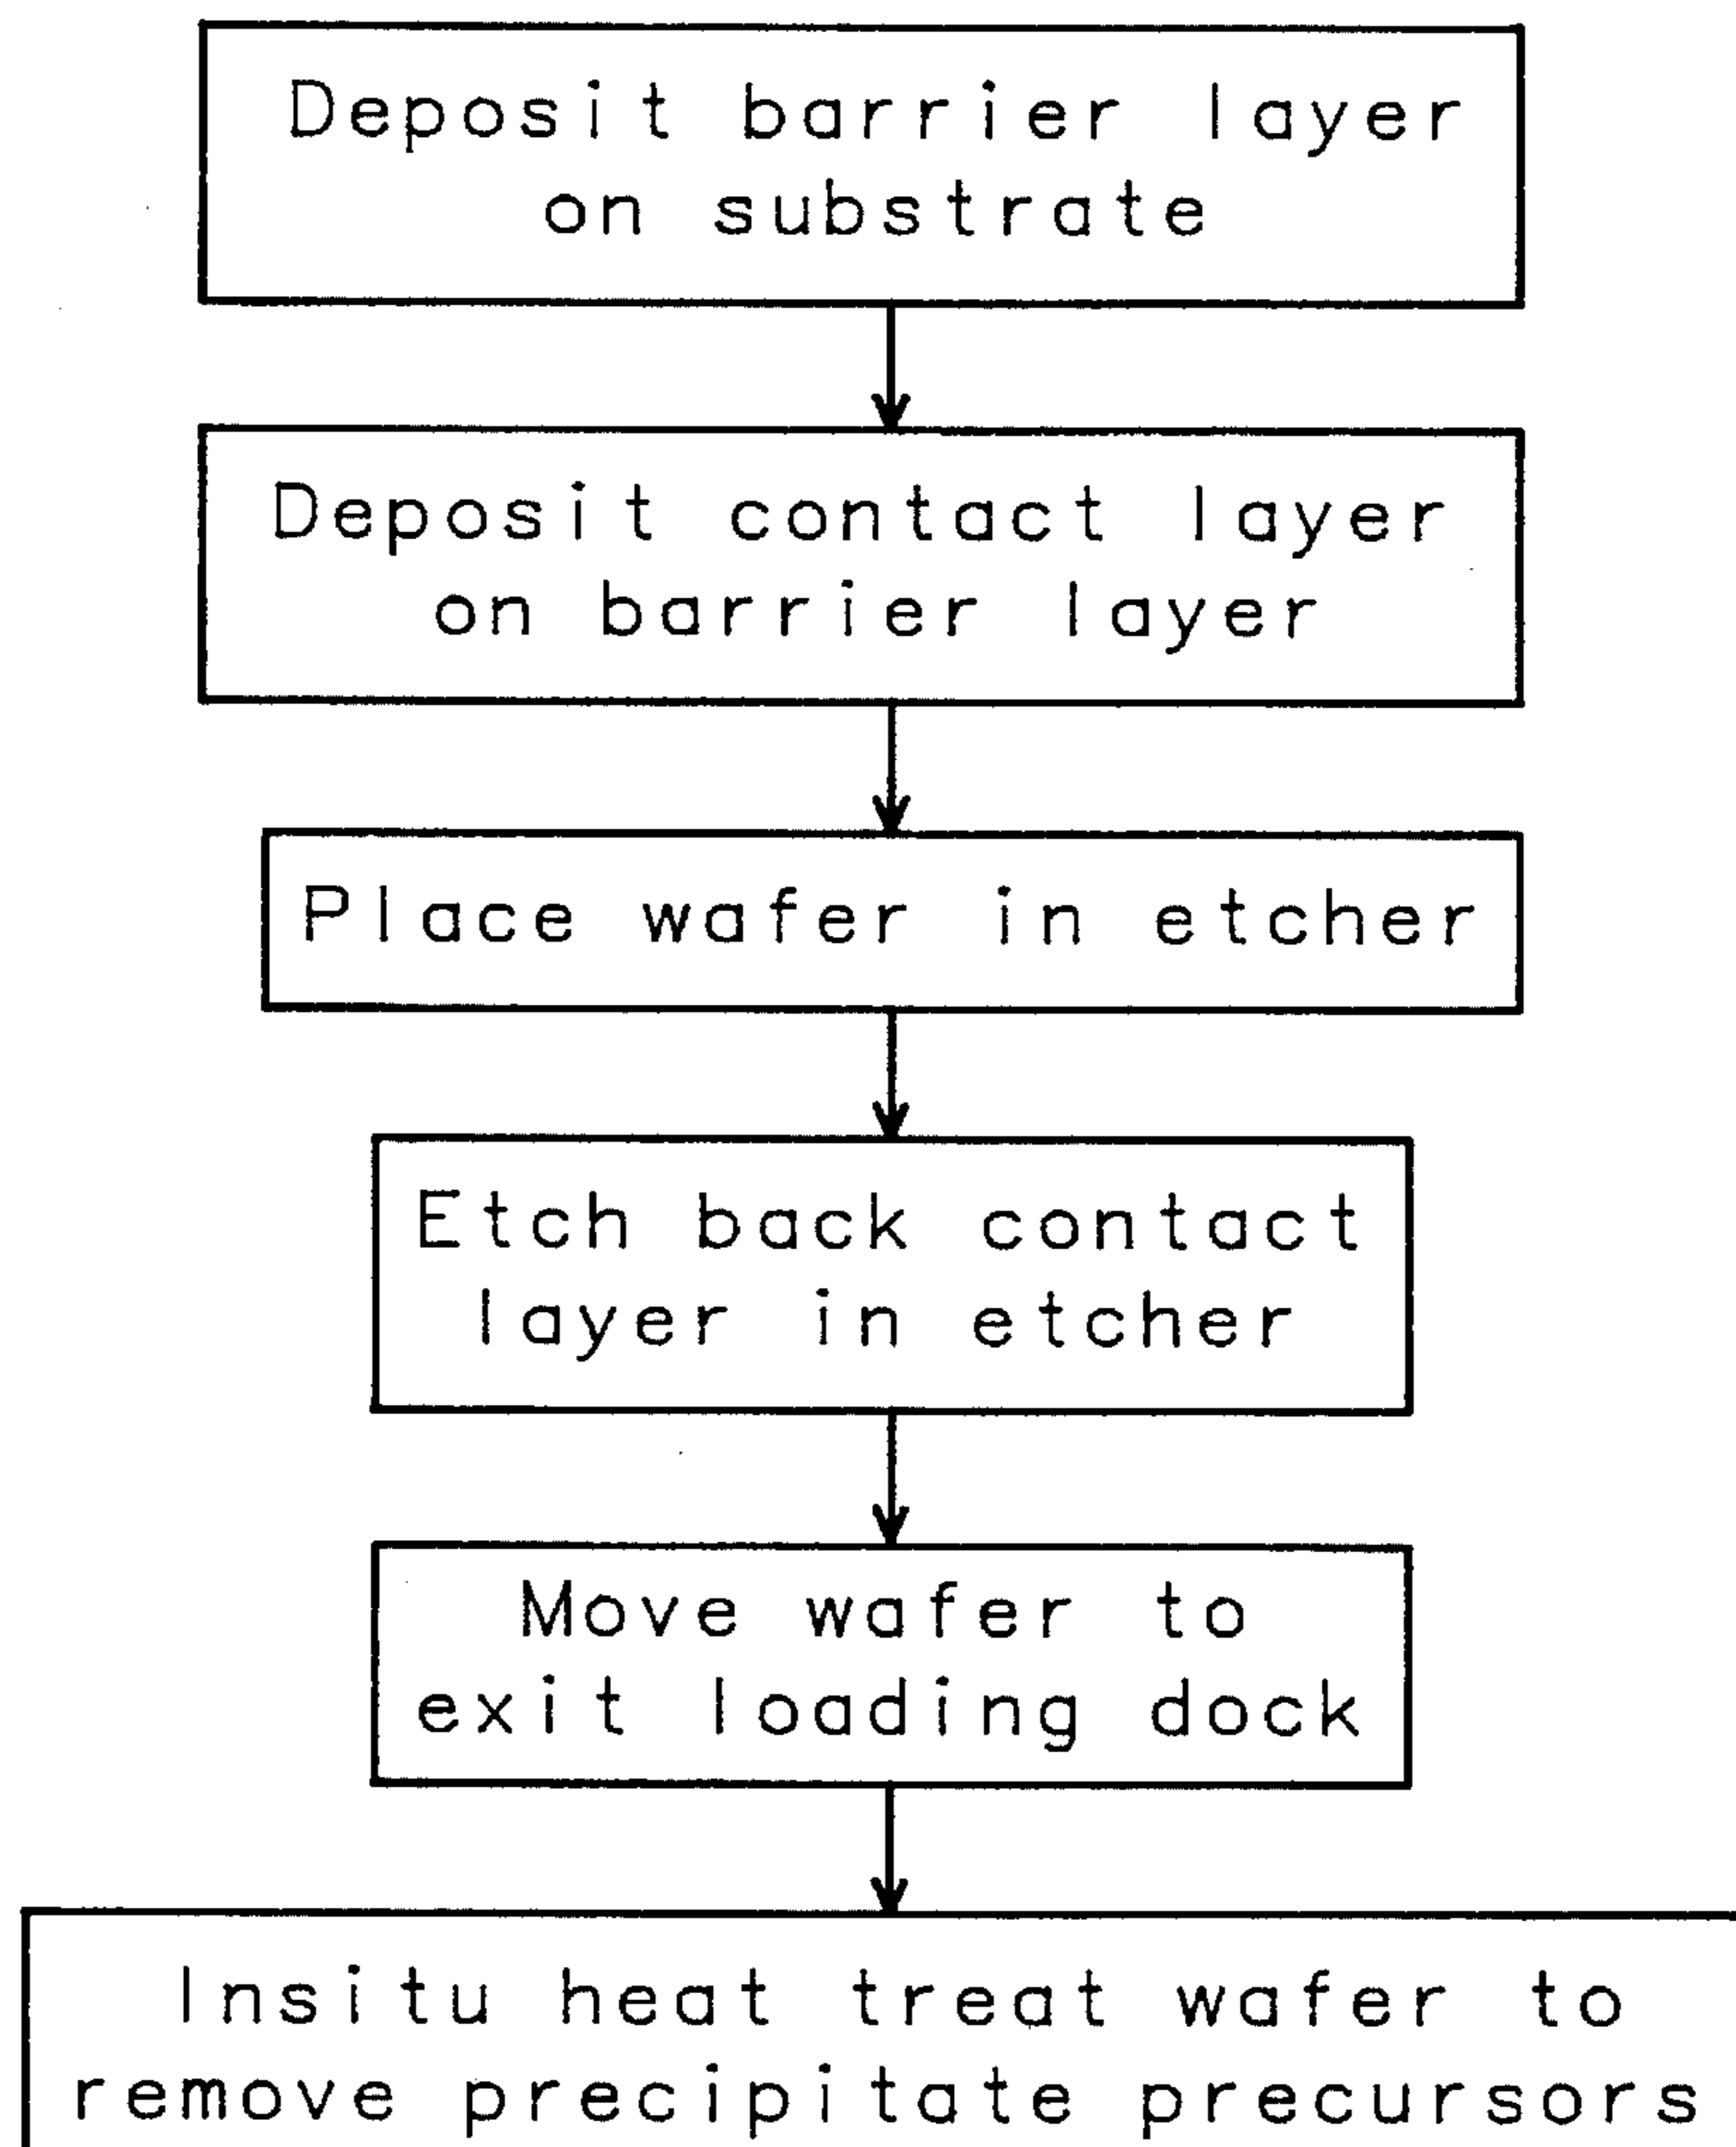 Deposit barrier layer
on substrate
Deposit contact layer
on barrier layer
Place wafer in etcher
Etch back contact
layer in etcher
Move wafer to
exit loading dock
Insitu heat treat wafer to
remove precipitate precursors